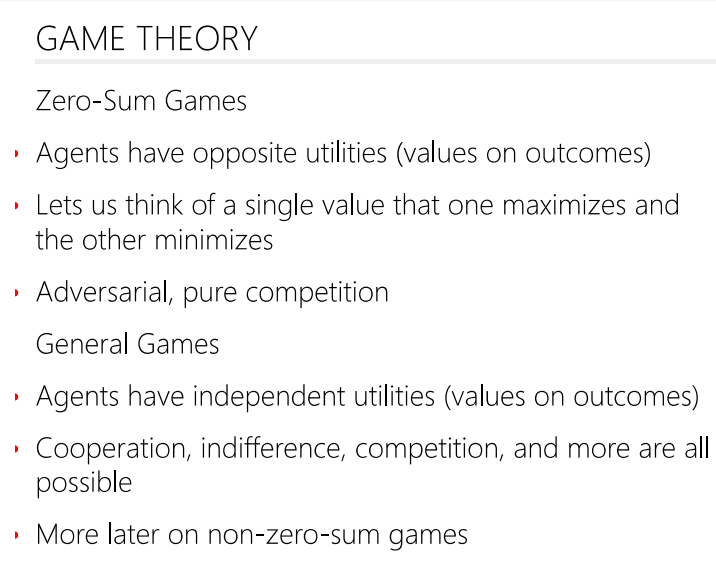 GAME THEORY
Zero-Sum Games
Agents have opposite utilities (values on outcomes)
Lets us think of a single value that one maximizes and
the other minimizes
Adversarial, pure competition
General Games
Agents have independent utilities (values on outcomes)
Cooperation, indifference, competition, and more are all
possible
More later on non-zero-sum games